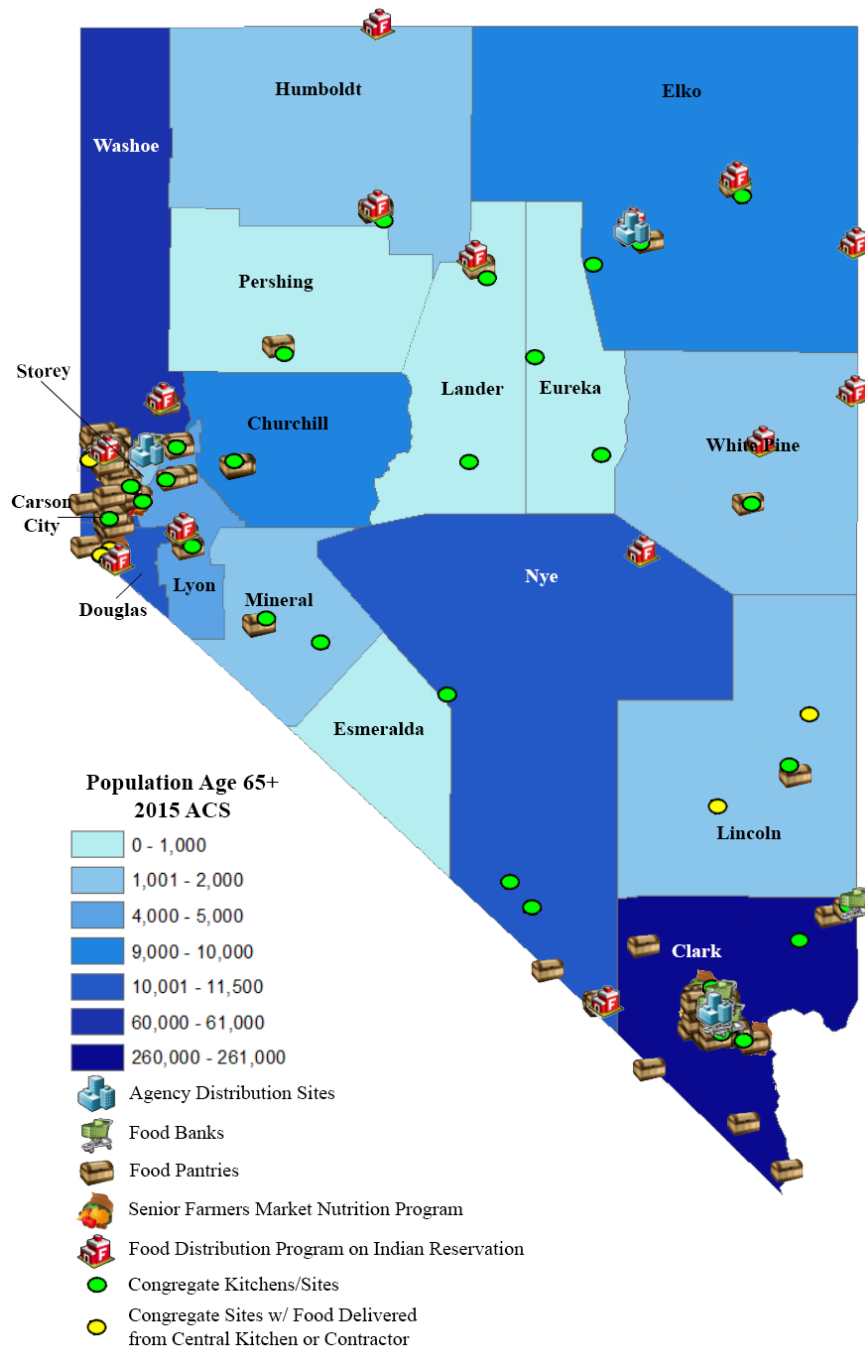 Humboldt
Elko
Washoe
Pershing
Storey
Lander
Eureka
Churchill
White Pine
Carson
City
Nye
Lyon
Mineral
Douglas
Esmeralda
Lincoln
Clark
Population Age 65+
2015 ACS
0 - 1,000
1,001 - 2,000
4,000 - 5,000
9,000 - 10,000
10,001 - 11,500
60,000 - 61,000
260,000 - 261,000
Agency Distribution Sites
Food Banks
Food Pantries
Senior Farmers Market Nutrition Program
Food Distribution Program on Indian Reservation
Congregate Kitchens/Sites
Congregate Sites w/ Food Delivered
from Central Kitchen or Contractor